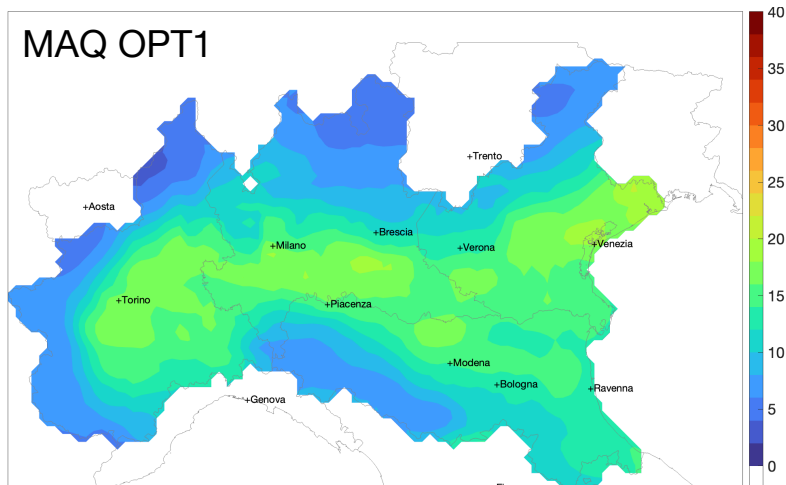 MAQ OPT1
40
35
30
25
20
15
10
5
0
+Trento
+Aosta
+Brescia
+Milano
+Verona
+Venezia
+Torino
+Piacenza
+Modena
+Bologna
+Ravenna
+Genova